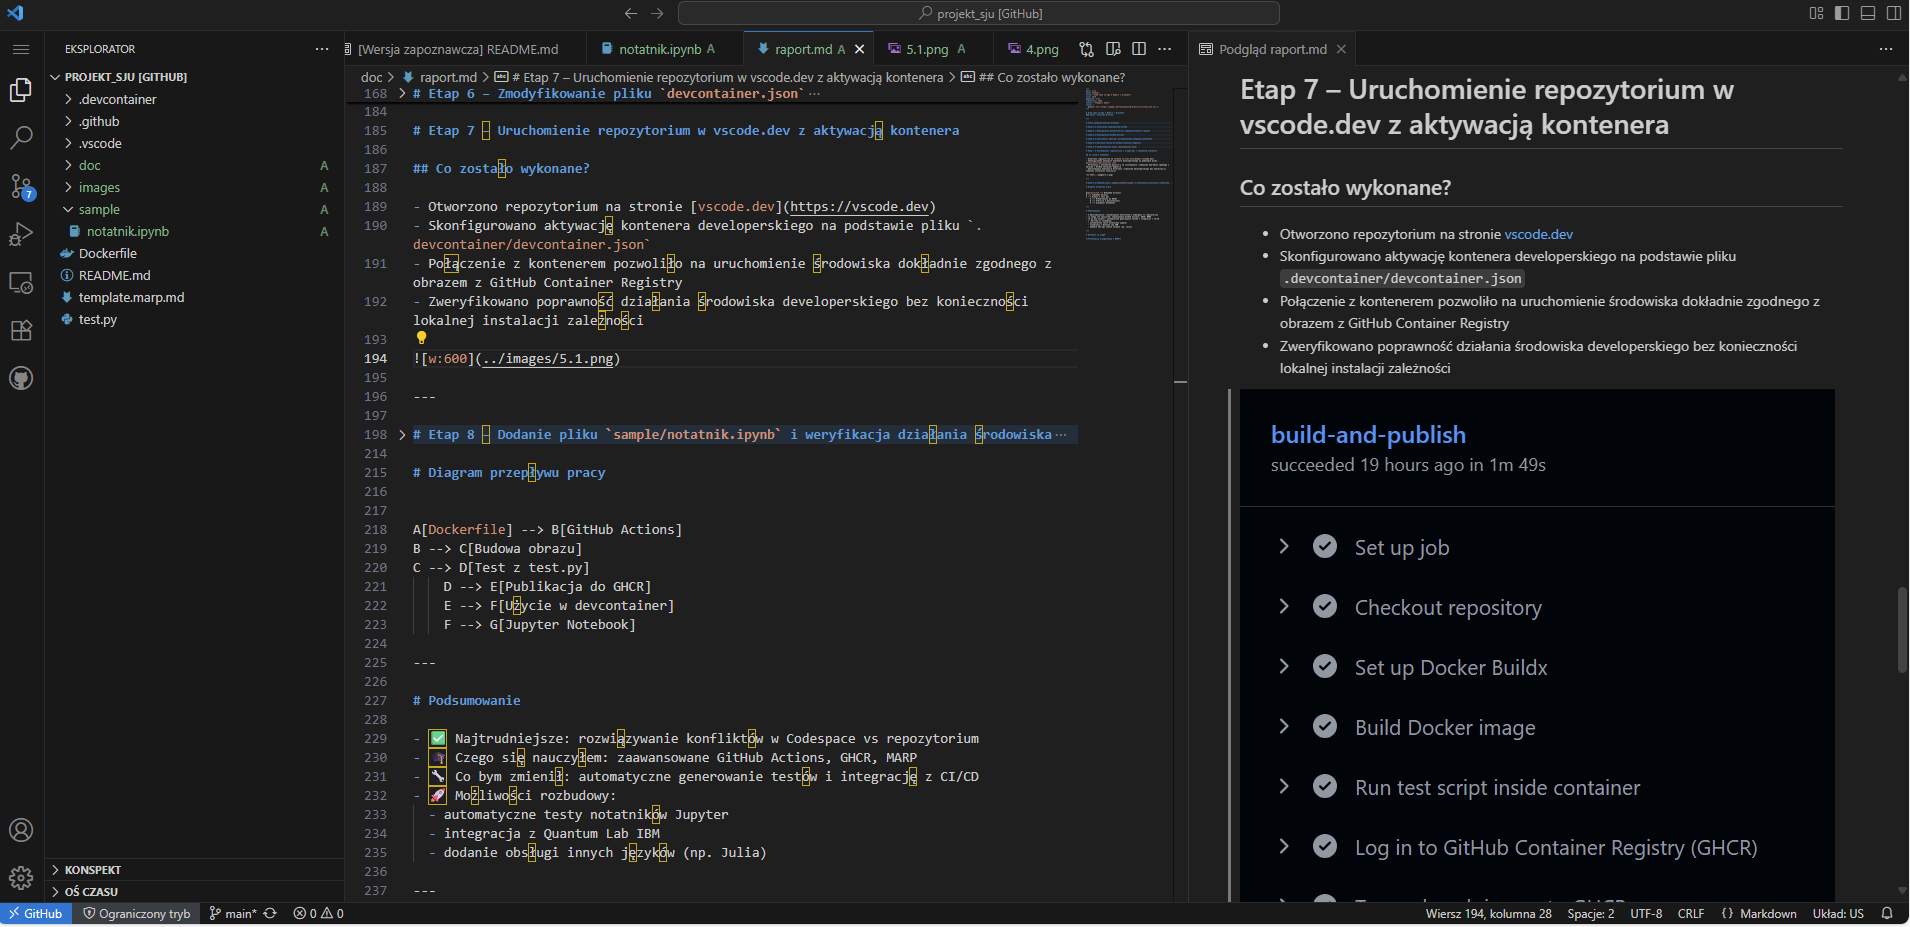 projekt_sju [GitHub]
EKSPLORATOR
PROJEKT_SJU [GITHUB]
.devcontainer
.github
.vscode
doc A
images A
sample A
notatnik.ipynb A
Dockerfile
README.md
template.marp.md
test.py
7
KONSPEKT
OŚ CZASU
[Wersja zapoznawcza] README.md
notatnik.ipynb A
raport.md A
5.1.png A
4.png
doc > raport.md > # Etap 7 – Uruchomienie repozytorium w vscode.dev z aktywacją kontenera > ## Co zostało wykonane?
168 # Etap 6 – Zmodyfikowanie pliku `devcontainer.json` ···
184
185 # Etap 7 – Uruchomienie repozytorium w vscode.dev z aktywacją kontenera
186
187 ## Co zostało wykonane?
188
189 - Otworzono repozytorium na stronie [vscode.dev](https://vscode.dev)
190 - Skonfigurowano aktywację kontenera developerskiego na podstawie pliku `.
devcontainer/devcontainer.json`
191 - Połączenie z kontenerem pozwoliło na uruchomienie środowiska dokładnie zgodnego z
obrazem z GitHub Container Registry
192 - Zweryfikowano poprawność działania środowiska developerskiego bez konieczności
lokalnej instalacji zależności
193
194 ![w:600](../images/5.1.png)
195
196 ---
197
198 # Etap 8 – Dodanie pliku `sample/notatnik.ipynb` i weryfikacja działania środowiska ···
214
215 # Diagram przepływu pracy
216
217
218 A[Dockerfile] --> B[GitHub Actions]
219 B --> C[Budowa obrazu]
220 C --> D[Test z test.py]
221 D --> E[Publikacja do GHCR]
222 E --> F[Użycie w devcontainer]
223 F --> G[Jupyter Notebook]
224
225 ---
226
227 # Podsumowanie
228
229 - ✅ Najtrudniejsze: rozwiązywanie konfliktów w Codespace vs repozytorium
230 - 🎓 Czego się nauczyłem: zaawansowane GitHub Actions, GHCR, MARP
231 - 🔧 Co bym zmienił: automatyczne generowanie testów i integrację z CI/CD
232 - 🚀 Możliwości rozbudowy:
233 - automatyczne testy notatników Jupyter
234 - integracja z Quantum Lab IBM
235 - dodanie obsługi innych języków (np. Julia)
236
237 ---
Podgląd raport.md
Etap 7 – Uruchomienie repozytorium w
vscode.dev z aktywacją kontenera
Co zostało wykonane?
• Otworzono repozytorium na stronie vscode.dev
• Skonfigurowano aktywację kontenera developerskiego na podstawie pliku
.devcontainer/devcontainer.json
• Połączenie z kontenerem pozwoliło na uruchomienie środowiska dokładnie zgodnego z
obrazem z GitHub Container Registry
• Zweryfikowano poprawność działania środowiska developerskiego bez konieczności
lokalnej instalacji zależności
build-and-publish
succeeded 19 hours ago in 1m 49s
Set up job
Checkout repository
Set up Docker Buildx
Build Docker image
Run test script inside container
Log in to GitHub Container Registry (GHCR)
GitHub
Ograniczony tryb
main*
0 0
Wiersz 194, kolumna 28
Spacje: 2
UTF-8
CRLF
{ } Markdown
Układ: US